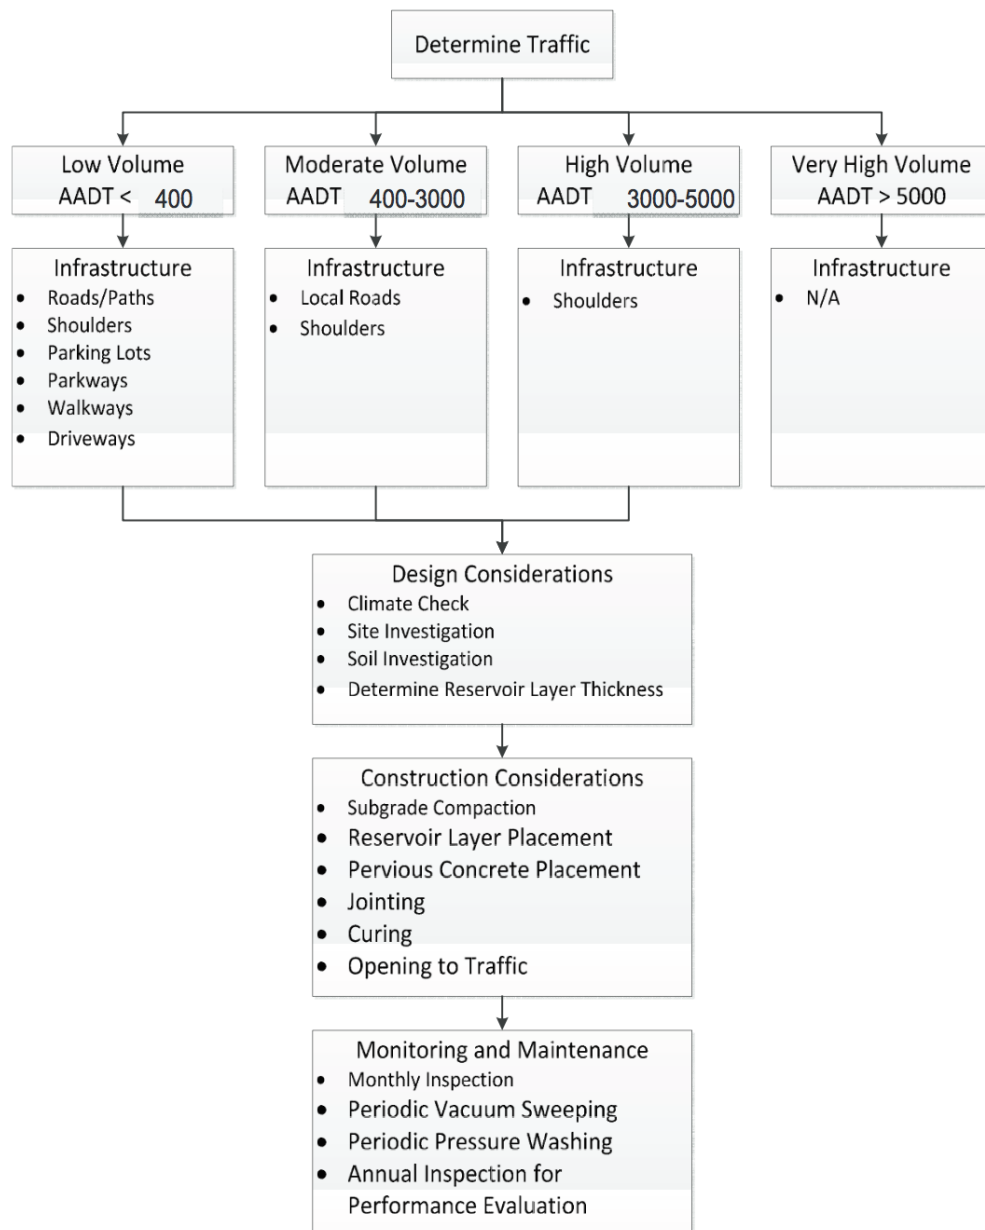 Determine Traffic
Low Volume
AADT < 400
Moderate Volume
AADT 400-3000
High Volume
AADT 3000-5000
Very High Volume
AADT > 5000
Infrastructure
• Roads/Paths
• Shoulders
• Parking Lots
• Parkways
• Walkways
• Driveways
Infrastructure
• Local Roads
• Shoulders
Infrastructure
• Shoulders
Infrastructure
• N/A
Design Considerations
• Climate Check
• Site Investigation
• Soil Investigation
• Determine Reservoir Layer Thickness
Construction Considerations
• Subgrade Compaction
• Reservoir Layer Placement
• Pervious Concrete Placement
• Jointing
• Curing
• Opening to Traffic
Monitoring and Maintenance
• Monthly Inspection
• Periodic Vacuum Sweeping
• Periodic Pressure Washing
• Annual Inspection for
Performance Evaluation